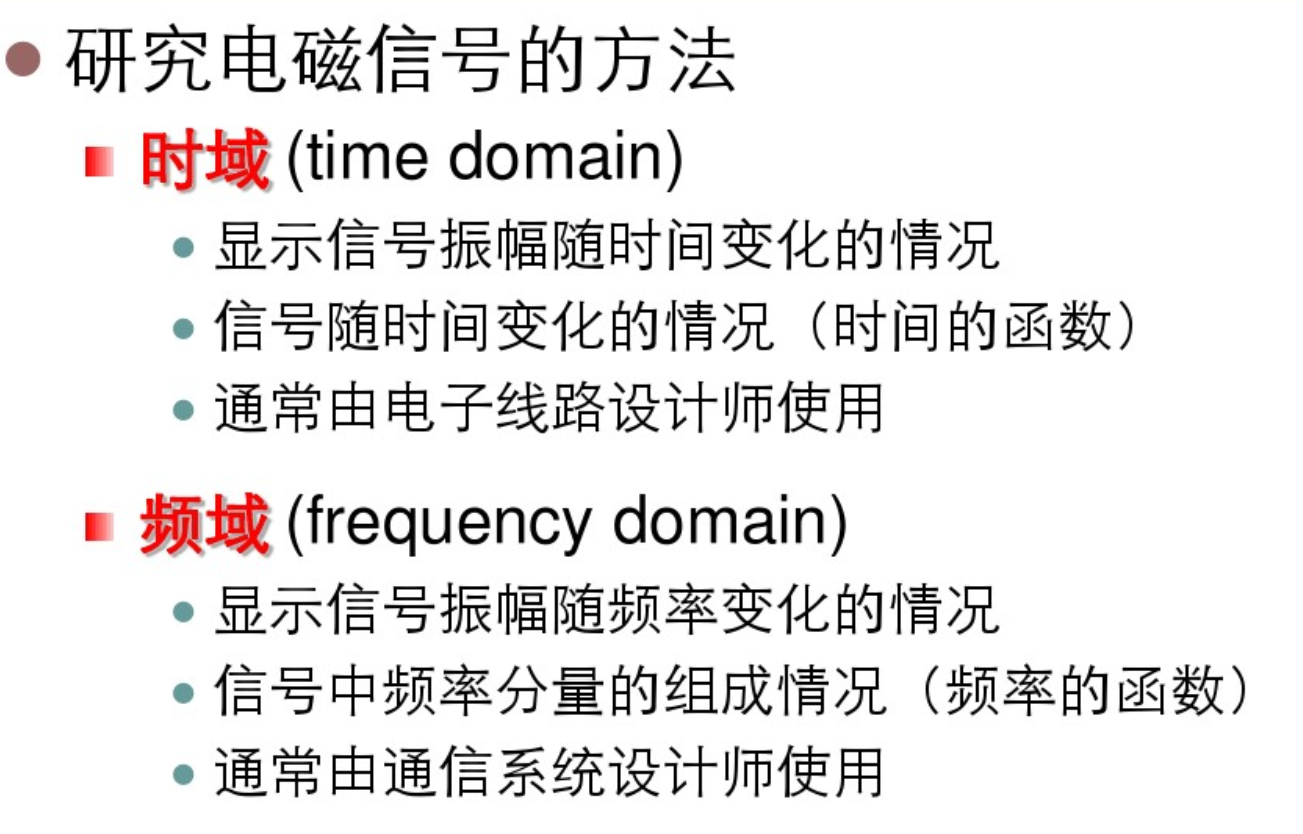 研究电磁信号的方法
时域 (time domain)
显示信号振幅随时间变化的情况
信号随时间变化的情况（时间的函数）
通常由电子线路设计师使用
频域 (frequency domain)
显示信号振幅随频率变化的情况
信号中频率分量的组成情况（频率的函数）
通常由通信系统设计师使用